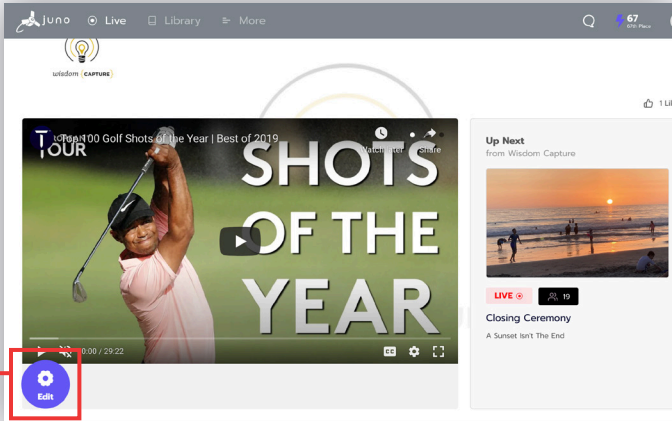 juno Live Library More 67
67th Place
wisdom {CAPTURE}
1 Li
Top 100 Golf Shots of the Year | Best of 2019
TOUR
Share
SHOTS
OF THE
YEAR
0:00 / 29:22
CC
Edit
Up Next
from Wisdom Capture
LIVE 19
Closing Ceremony
A Sunset Isn't The End